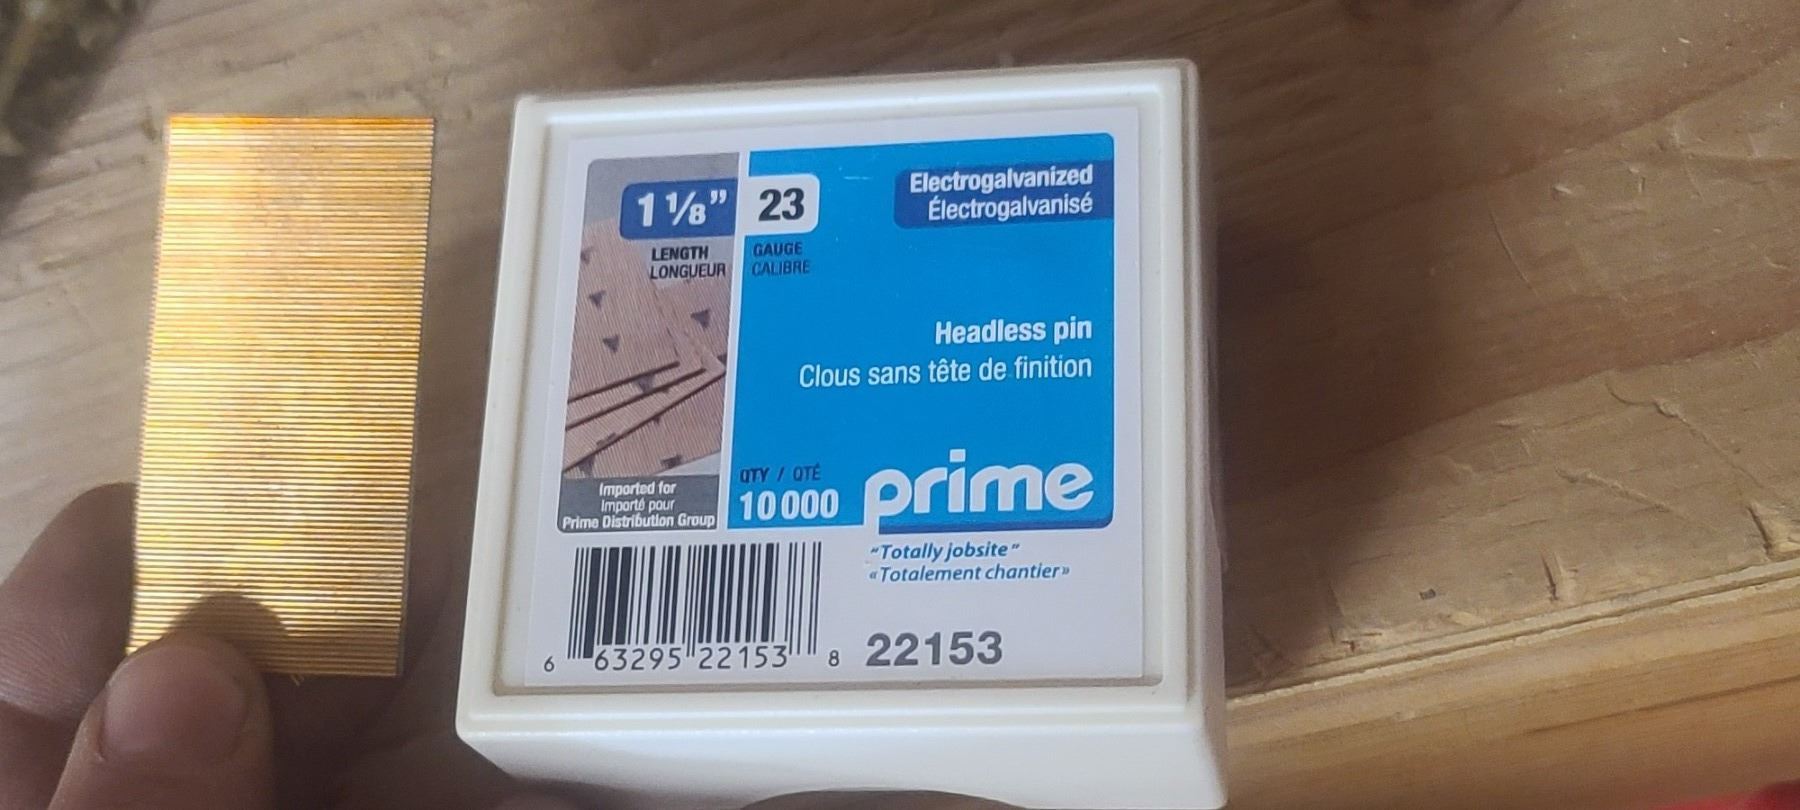 1 1/8" 23
LENGTH GAUGE
LONGUEUR CALIBRE
Electrogalvanized
Électrogalvanisé
Headless pin
Clous sans tête de finition
QTY / QTÉ
10 000
prime
Imported for
Importé pour
Prime Distribution Group
"Totally jobsite"
«Totalement chantier»
6 63295 22153 8
22153